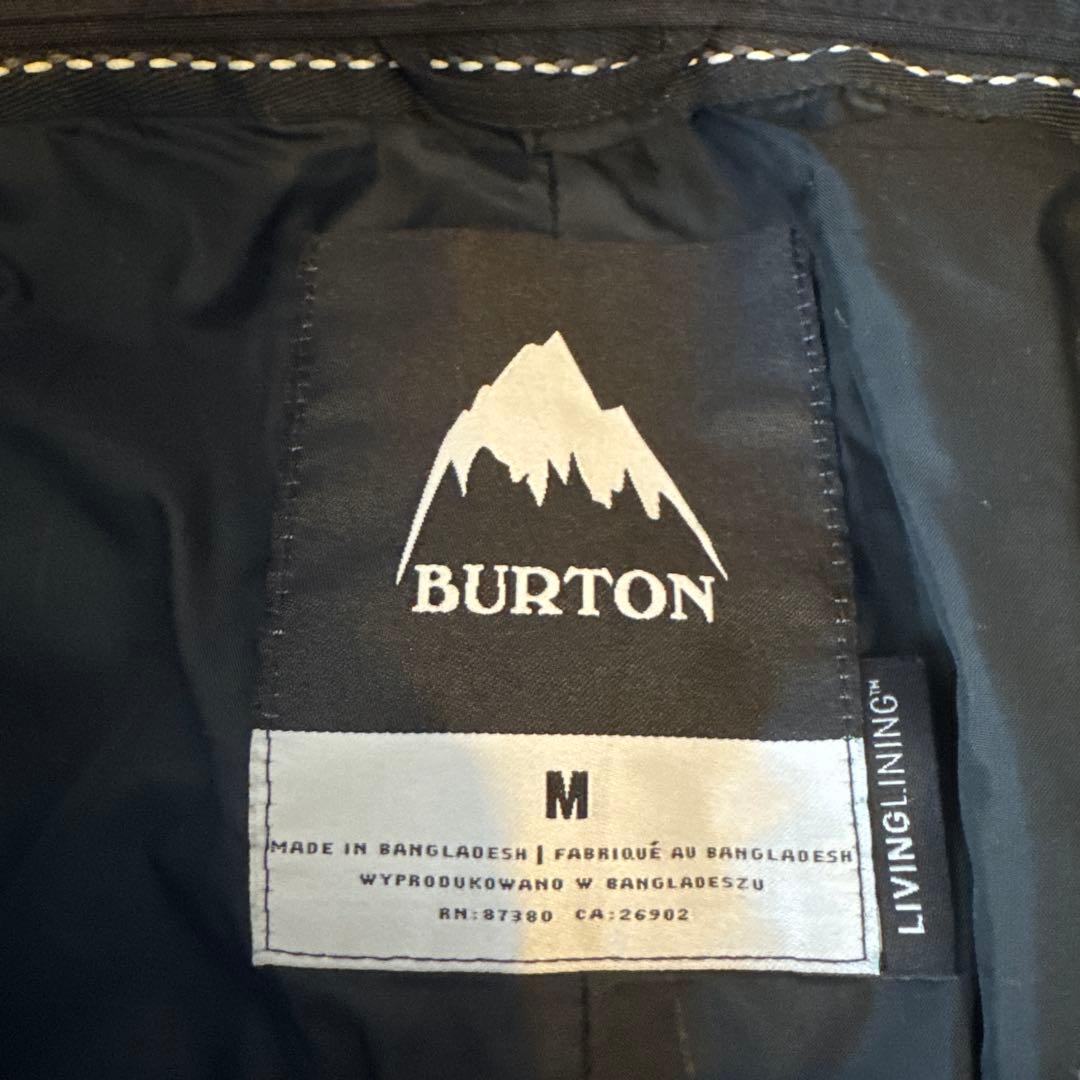 BURTON
M
MADE IN BANGLADESH | FABRIQUÉ AU BANGLADESH
WYPRODUKOWANO W BANGLADESZU
RN:87380 CA:26902
LIVINGLINING™